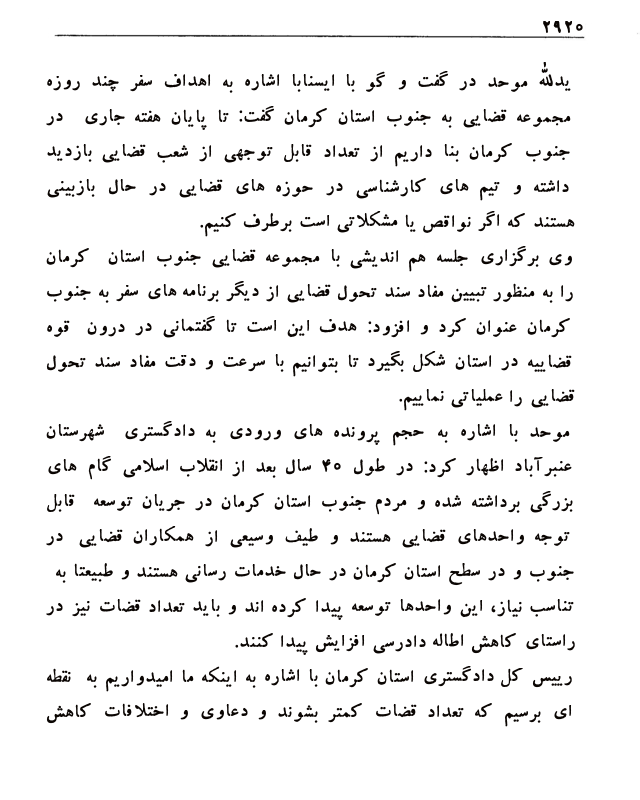 ۲۹۲۵
یدلله موحد در گفت و گو با ایسنابا اشاره به اهداف سفر چند روزه
مجموعه قضایی به جنوب استان کرمان گفت: تا پایان هفته جاری در
جنوب کرمان بنا داریم از تعداد قابل توجهی از شعب قضایی بازدید
داشته و تیم های کارشناسی در حوزه های قضایی در حال بازبینی
هستند که اگر نواقص یا مشکلاتی است برطرف کنیم.
وی برگزاری جلسه هم اندیشی با مجموعه قضایی جنوب استان کرمان
را به منظور تبیین مفاد سند تحول قضایی از دیگر برنامه های سفر به جنوب
کرمان عنوان کرد و افزود: هدف این است تا گفتمانی در درون قوه
قضاییه در استان شکل بگیرد تا بتوانیم با سرعت و دقت مفاد سند تحول
قضایی را عملیاتی نماییم.
موحد با اشاره به حجم پرونده های ورودی به دادگستری شهرستان
عنبرآباد اظهار کرد: در طول ۴۰ سال بعد از انقلاب اسلامی گام های
بزرگی برداشته شده و مردم جنوب استان کرمان در جریان توسعه قابل
توجه واحدهای قضایی هستند و طیف وسیعی از همکاران قضایی در
جنوب و در سطح استان کرمان در حال خدمات رسانی هستند و طبیعتا به
تناسب نیاز، این واحدها توسعه پیدا کرده اند و باید تعداد قضات نیز در
راستای کاهش اطاله دادرسی افزایش پیدا کنند.
رییس کل دادگستری استان کرمان با اشاره به اینکه ما امیدواریم به نقطه
ای برسیم که تعداد قضات کمتر بشوند و دعاوی و اختلافات کاهش